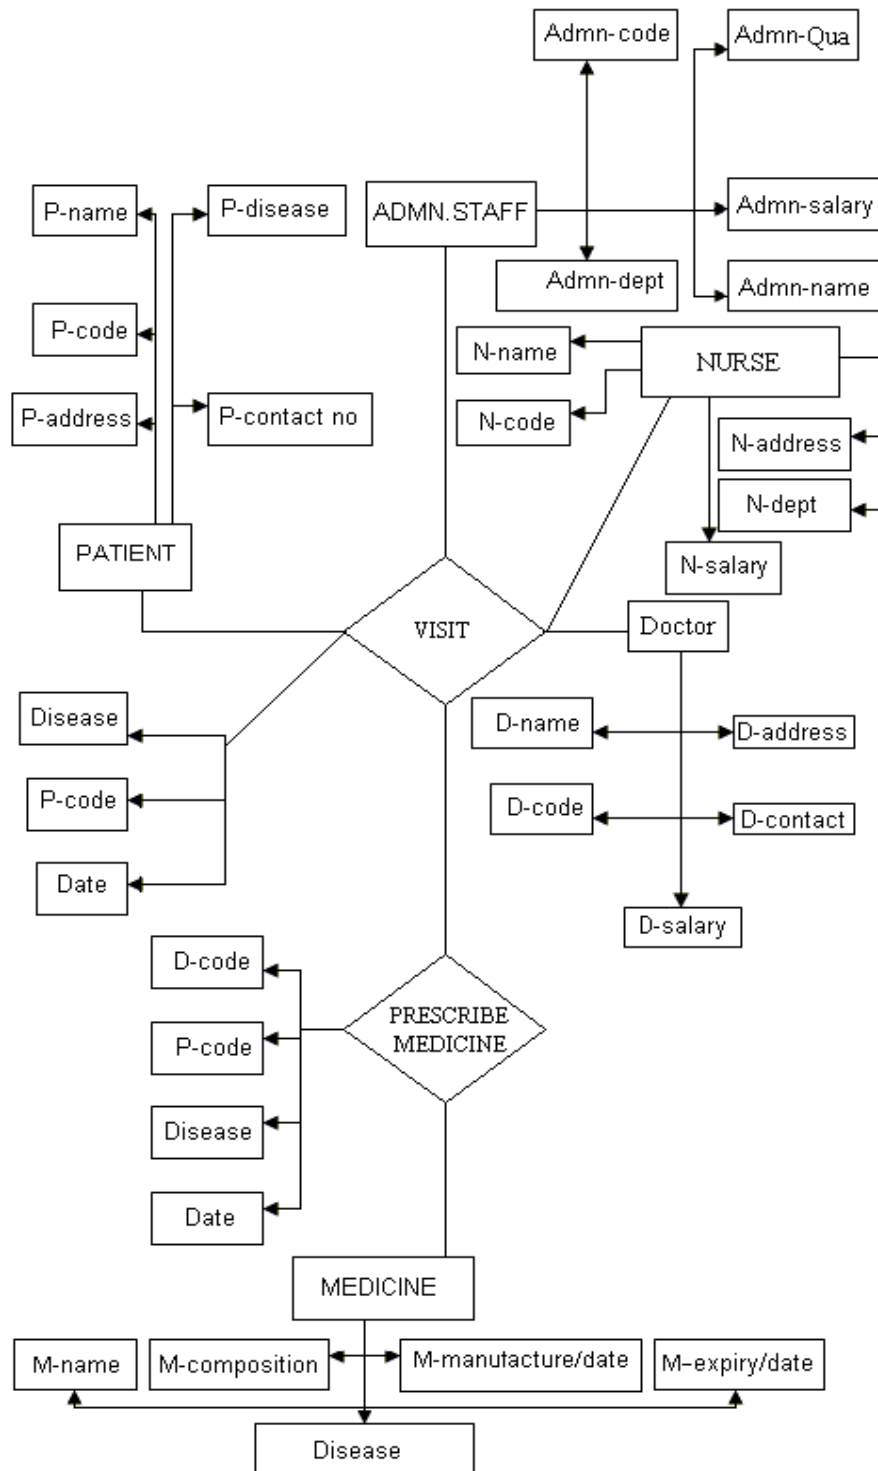 Admn-code
Admn-Qua
P-name
P-disease
ADMN.STAFF
Admn-salary
Admn-dept
Admn-name
P-code
N-name
NURSE
P-address
P-contact no
N-code
N-address
N-dept
PATIENT
N-salary
VISIT
Doctor
Disease
D-name
D-address
P-code
D-code
D-contact
Date
D-salary
D-code
PRESCRIBE
MEDICINE
P-code
Disease
Date
MEDICINE
M-name
M-composition
M-manufacture/date
M–expiry/date
Disease